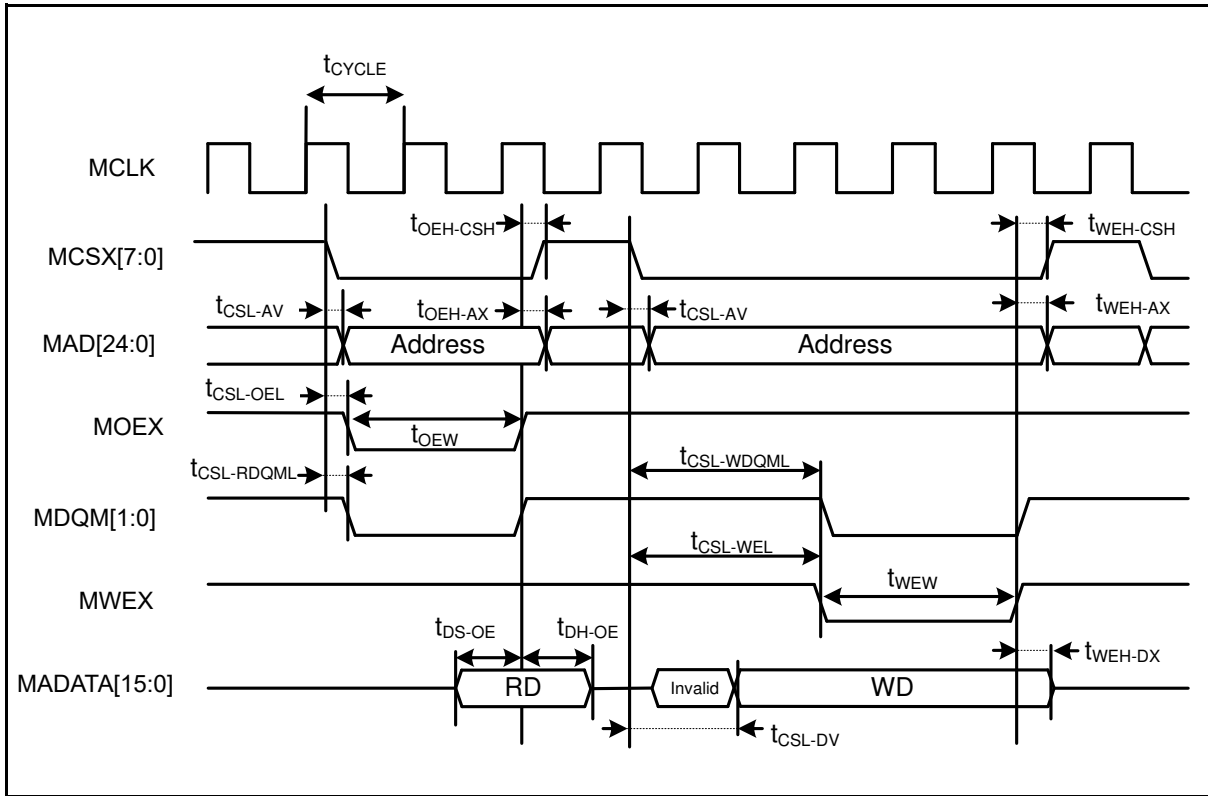 tCYCLE
MCLK
tOEH-CSH
tWEH-CSH
MCSX[7:0]
tCSL-AV
tOEH-AX
tCSL-AV
tWEH-AX
MAD[24:0]
Address
Address
tCSL-OEL
MOEX
tOEW
tCSL-RDQML
tCSL-WDQML
MDQM[1:0]
tCSL-WEL
MWEX
tWEW
tDS-OE
tDH-OE
tWEH-DX
MADATA[15:0]
RD
Invalid
WD
tCSL-DV